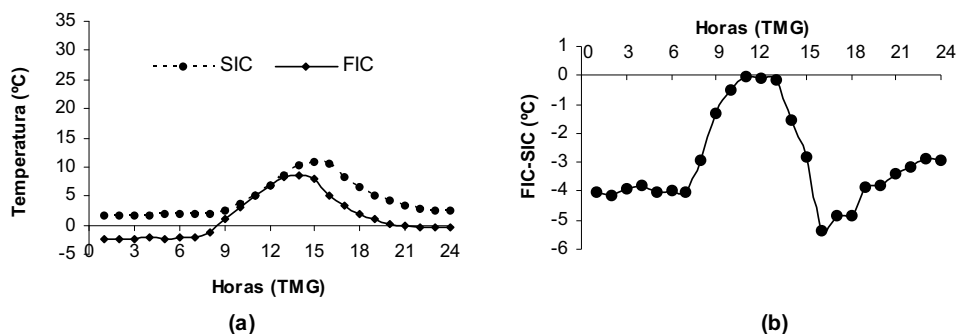 35
30
25
20
15
10
5
0
-5
Temperatura (ºC)
SIC
FIC
0 3 6 9 12 15 18 21 24
Horas (TMG)
(a)
Horas (TMG)
1
0
-1
-2
-3
-4
-5
-6
FIC-SIC (ºC)
0 3 6 9 12 15 18 21 24
(b)